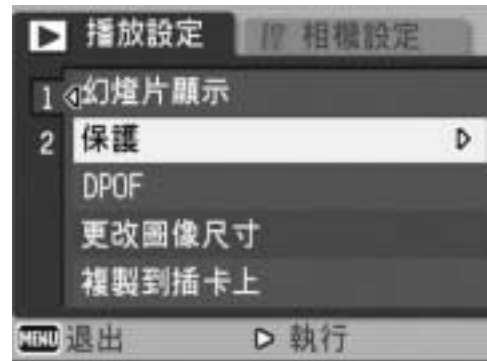 播放設定 相機設定
1 幻燈片顯示
2 保護
DPOF
更改圖像尺寸
複製到插卡上
MENU 退出 執行